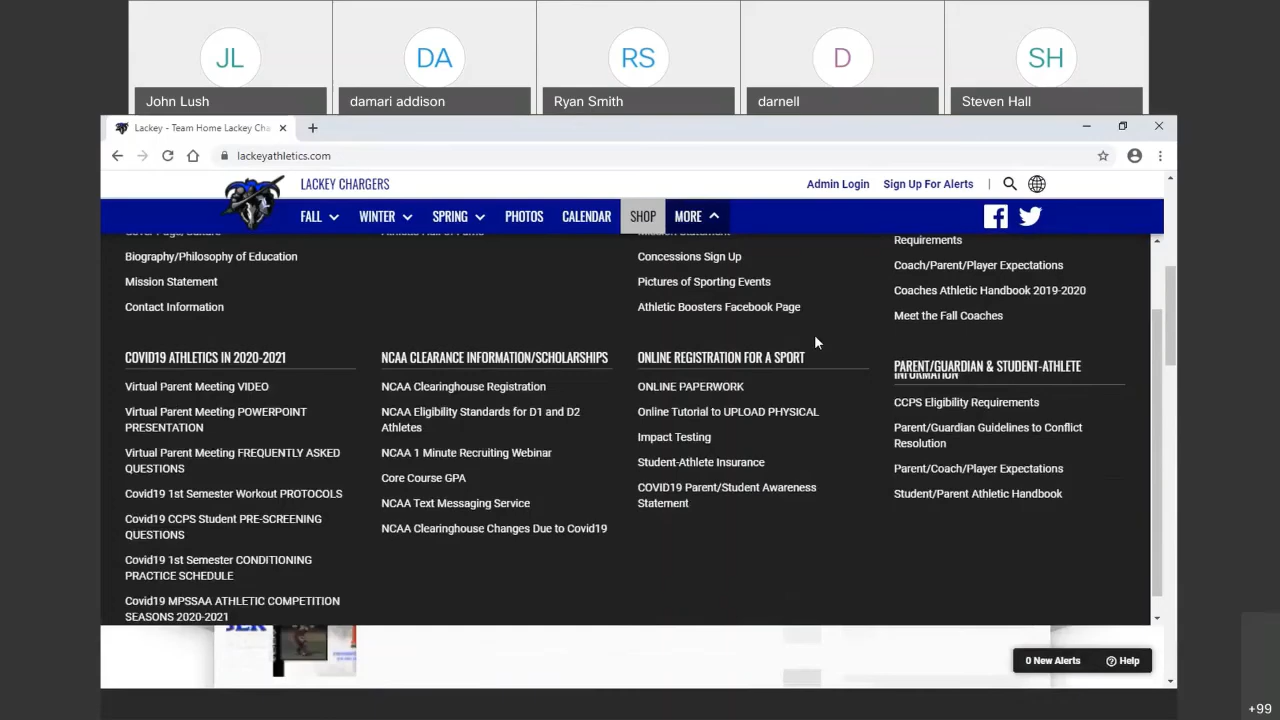 JL
DA
RS
D
SH
John Lush
damari addison
Ryan Smith
darnell
Steven Hall
Lackey - Team Home Lackey Cha
lackeyathletics.com
LACKEY CHARGERS
Admin Login
Sign Up For Alerts
FALL
WINTER
SPRING
PHOTOS
CALENDAR
SHOP
MORE
Biography/Philosophy of Education
Mission Statement
Contact Information
Mission Statement
Concessions Sign Up
Pictures of Sporting Events
Athletic Boosters Facebook Page
Requirements
Coach/Parent/Player Expectations
Coaches Athletic Handbook 2019-2020
Meet the Fall Coaches
COVID19 ATHLETICS IN 2020-2021
Virtual Parent Meeting VIDEO
Virtual Parent Meeting POWERPOINT
PRESENTATION
Virtual Parent Meeting FREQUENTLY ASKED
QUESTIONS
Covid19 1st Semester Workout PROTOCOLS
Covid19 CCPS Student PRE-SCREENING
QUESTIONS
Covid19 1st Semester CONDITIONING
PRACTICE SCHEDULE
Covid19 MPSSAA ATHLETIC COMPETITION
SEASONS 2020-2021
NCAA CLEARANCE INFORMATION/SCHOLARSHIPS
NCAA Clearinghouse Registration
NCAA Eligibility Standards for D1 and D2
Athletes
NCAA 1 Minute Recruiting Webinar
Core Course GPA
NCAA Text Messaging Service
NCAA Clearinghouse Changes Due to Covid19
ONLINE REGISTRATION FOR A SPORT
ONLINE PAPERWORK
Online Tutorial to UPLOAD PHYSICAL
Impact Testing
Student-Athlete Insurance
COVID19 Parent/Student Awareness
Statement
PARENT/GUARDIAN & STUDENT-ATHLETE
INFORMATION
CCPS Eligibility Requirements
Parent/Guardian Guidelines to Conflict
Resolution
Parent/Coach/Player Expectations
Student/Parent Athletic Handbook
0 New Alerts
Help
+99